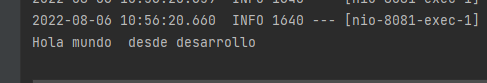 2022-08-06 10:56:20.660  INFO 1640 --- [nio-8081-exec-1]
Hola mundo  desde desarrollo